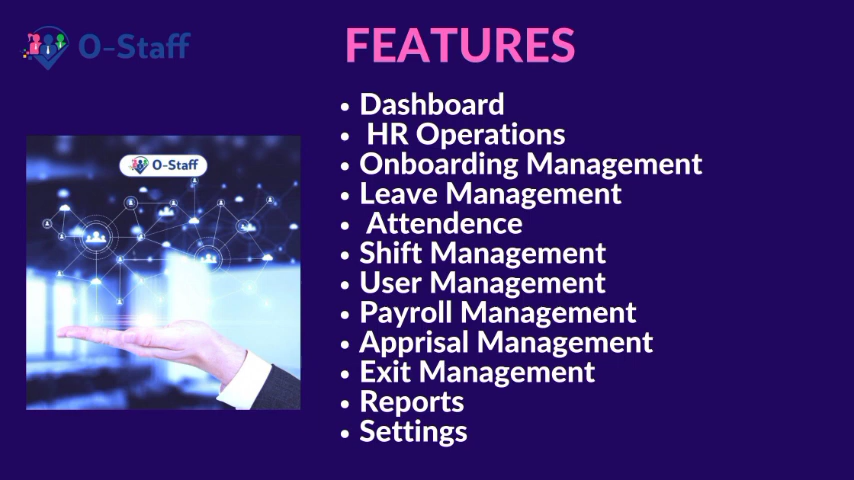 O-Staff
FEATURES
• Dashboard
• HR Operations
• Onboarding Management
• Leave Management
• Attendence
• Shift Management
• User Management
• Payroll Management
• Apprisal Management
• Exit Management
• Reports
• Settings
O-Staff